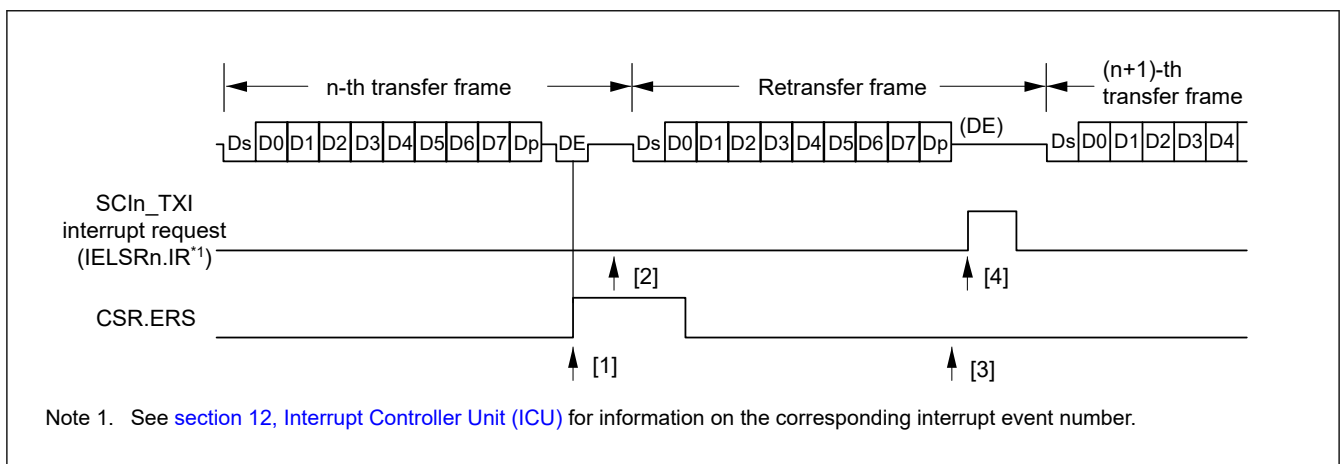 n-th transfer frame Retransfer frame (n+1)-th
transfer frame
(DE)
Ds D0 D1 D2 D3 D4 D5 D6 D7 Dp DE Ds D0 D1 D2 D3 D4 D5 D6 D7 Dp Ds D0 D1 D2 D3 D4
SCIn_TXI
interrupt request
(IELSRn.IR*1)
[2] [4]
CSR.ERS
[1] [3]
Note 1. See section 12, Interrupt Controller Unit (ICU) for information on the corresponding interrupt event number.